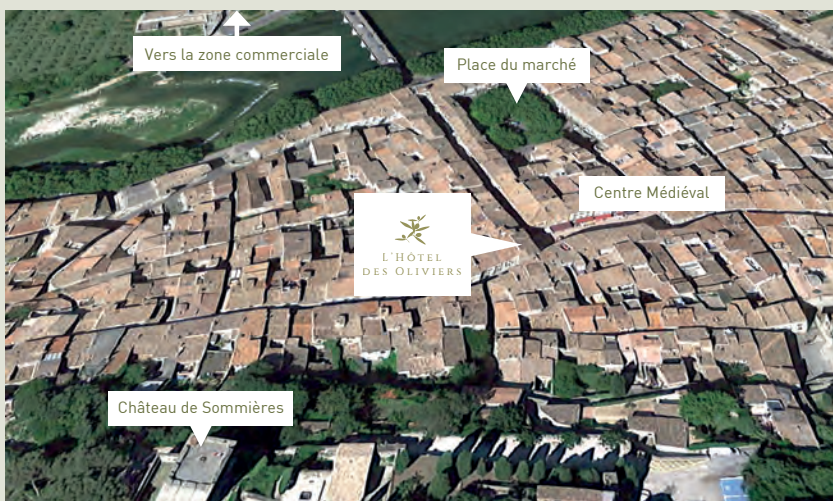 Vers la zone commerciale
Place du marché
Centre Médiéval
L'HÔTEL
DES OLIVIERS
Château de Sommières